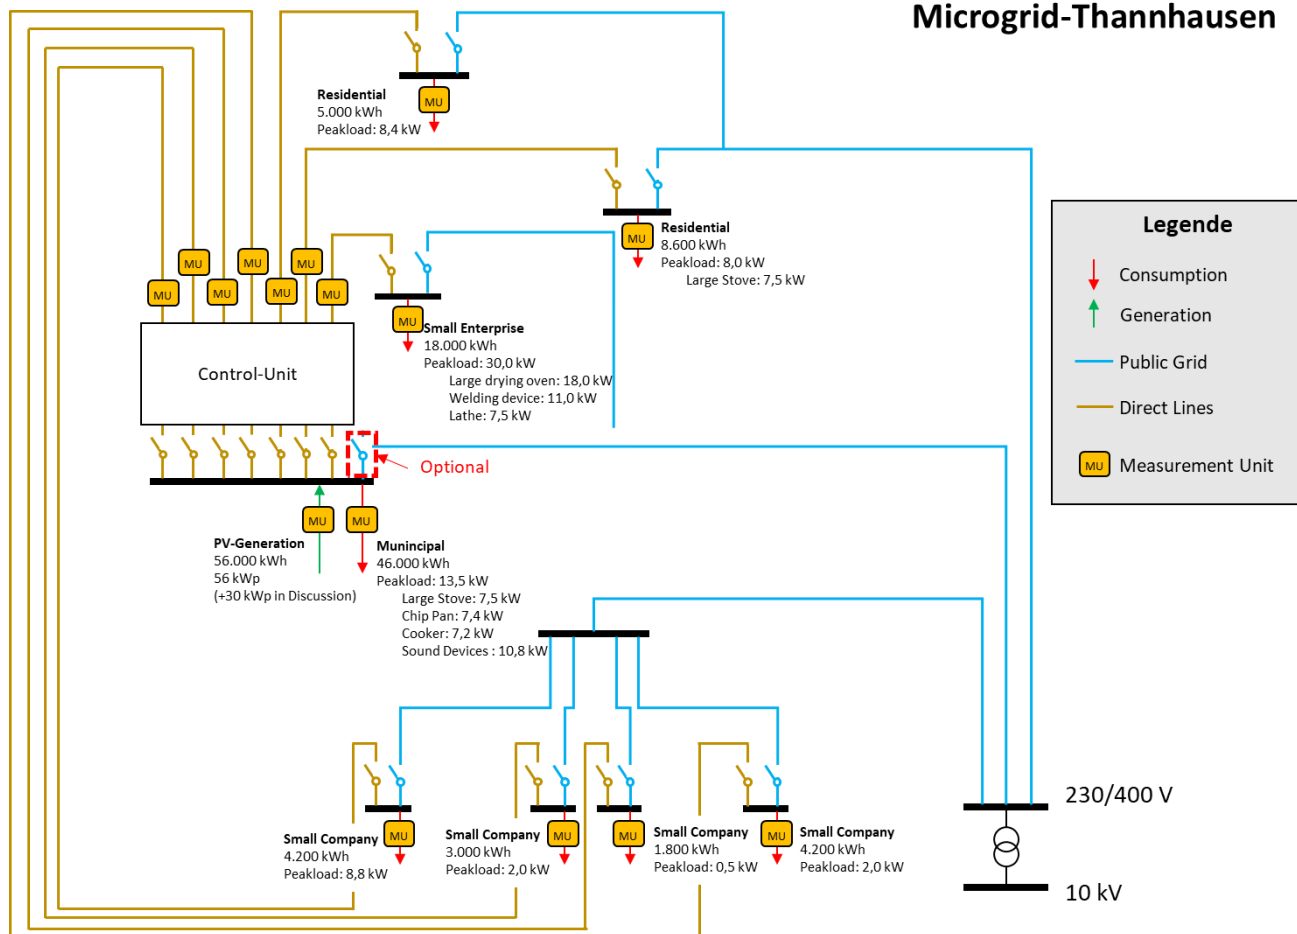 Microgrid-Thannhausen
MU
Residential
5.000 kWh
Peakload: 8,4 kW
MU
Residential
8.600 kWh
Peakload: 8,0 kW
Large Stove: 7,5 kW
Legende
Consumption
Generation
Public Grid
Direct Lines
MU
Measurement Unit
MU
MU
MU
MU
MU
MU
MU
MU
Small Enterprise
18.000 kWh
Peakload: 30,0 kW
Large drying oven: 18,0 kW
Welding device: 11,0 kW
Lathe: 7,5 kW
Control-Unit
Optional
MU
MU
PV-Generation
56.000 kWh
56 kWp
(+30 kWp in Discussion)
Munincipal
46.000 kWh
Peakload: 13,5 kW
Large Stove: 7,5 kW
Chip Pan: 7,4 kW
Cooker: 7,2 kW
Sound Devices : 10,8 kW
MU
Small Company
4.200 kWh
Peakload: 8,8 kW
MU
Small Company
3.000 kWh
Peakload: 2,0 kW
MU
Small Company
1.800 kWh
Peakload: 0,5 kW
MU
Small Company
4.200 kWh
Peakload: 2,0 kW
230/400 V
10 kV